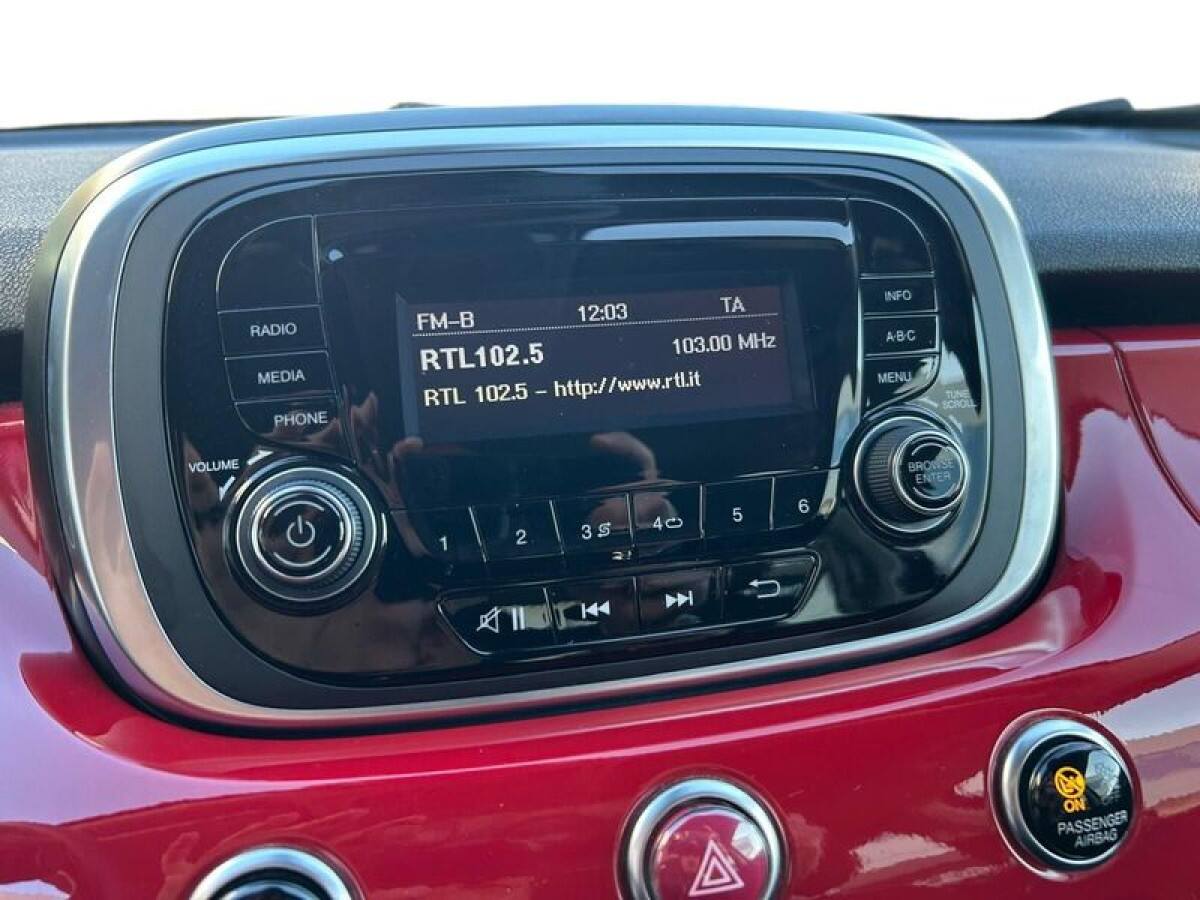 FM-B 12:03 TA
RTL102.5 103.00 MHz
RTL 102.5 - http://www.rtl.it
RADIO
MEDIA
PHONE
VOLUME
INFO
A-B-C
MENU
TUNE
SCROLL
BROWSE
ENTER
1 2 3 4 5 6
ON
PASSENGER
AIRBAG